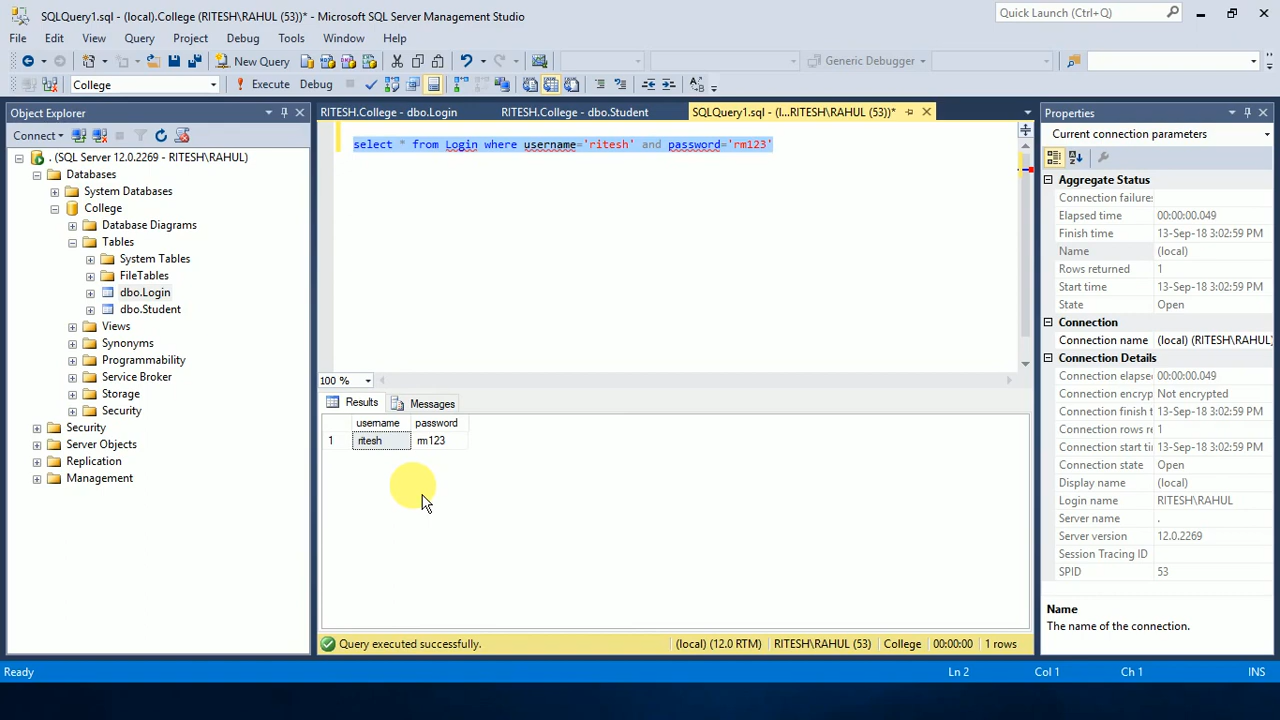 SQLQuery1.sql - (local).College (RITESH\RAHUL (53))* - Microsoft SQL Server Management Studio
Quick Launch (Ctrl+Q)
File Edit View Query Project Debug Tools Window Help
New Query
Generic Debugger
College
Execute Debug
Object Explorer
Connect
. (SQL Server 12.0.2269 - RITESH\RAHUL)
Databases
System Databases
College
Database Diagrams
Tables
System Tables
FileTables
dbo.Login
dbo.Student
Views
Synonyms
Programmability
Service Broker
Storage
Security
Security
Server Objects
Replication
Management
RITESH.College - dbo.Login
RITESH.College - dbo.Student
SQLQuery1.sql - (l...RITESH\RAHUL (53))*
select * from Login where username='ritesh' and password='rm123'
100 %
Results
Messages
username password
1 ritesh rm123
Query executed successfully.
(local) (12.0 RTM)
RITESH\RAHUL (53)
College
00:00:00
1 rows
Properties
Current connection parameters
Aggregate Status
Connection failures
Elapsed time 00:00:00.049
Finish time 13-Sep-18 3:02:59 PM
Name (local)
Rows returned 1
Start time 13-Sep-18 3:02:59 PM
State Open
Connection
Connection name (local) (RITESH\RAHUL)
Connection Details
Connection elapse 00:00:00.049
Connection encryp Not encrypted
Connection finish t 13-Sep-18 3:02:59 PM
Connection rows r 1
Connection start ti 13-Sep-18 3:02:59 PM
Connection state Open
Display name (local)
Login name RITESH\RAHUL
Server name .
Server version 12.0.2269
Session Tracing ID
SPID 53
Name
The name of the connection.
Ready
Ln 2
Col 1
Ch 1
INS